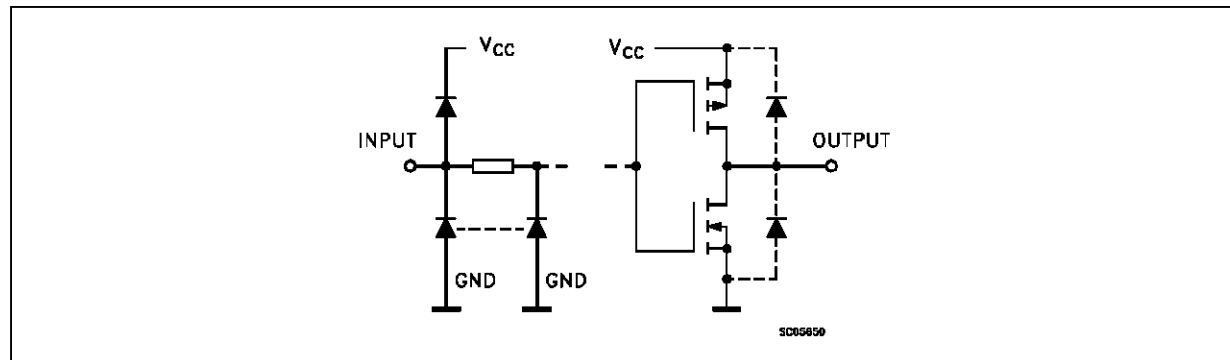 VCC
VCC
INPUT
OUTPUT
GND
GND
SC05650